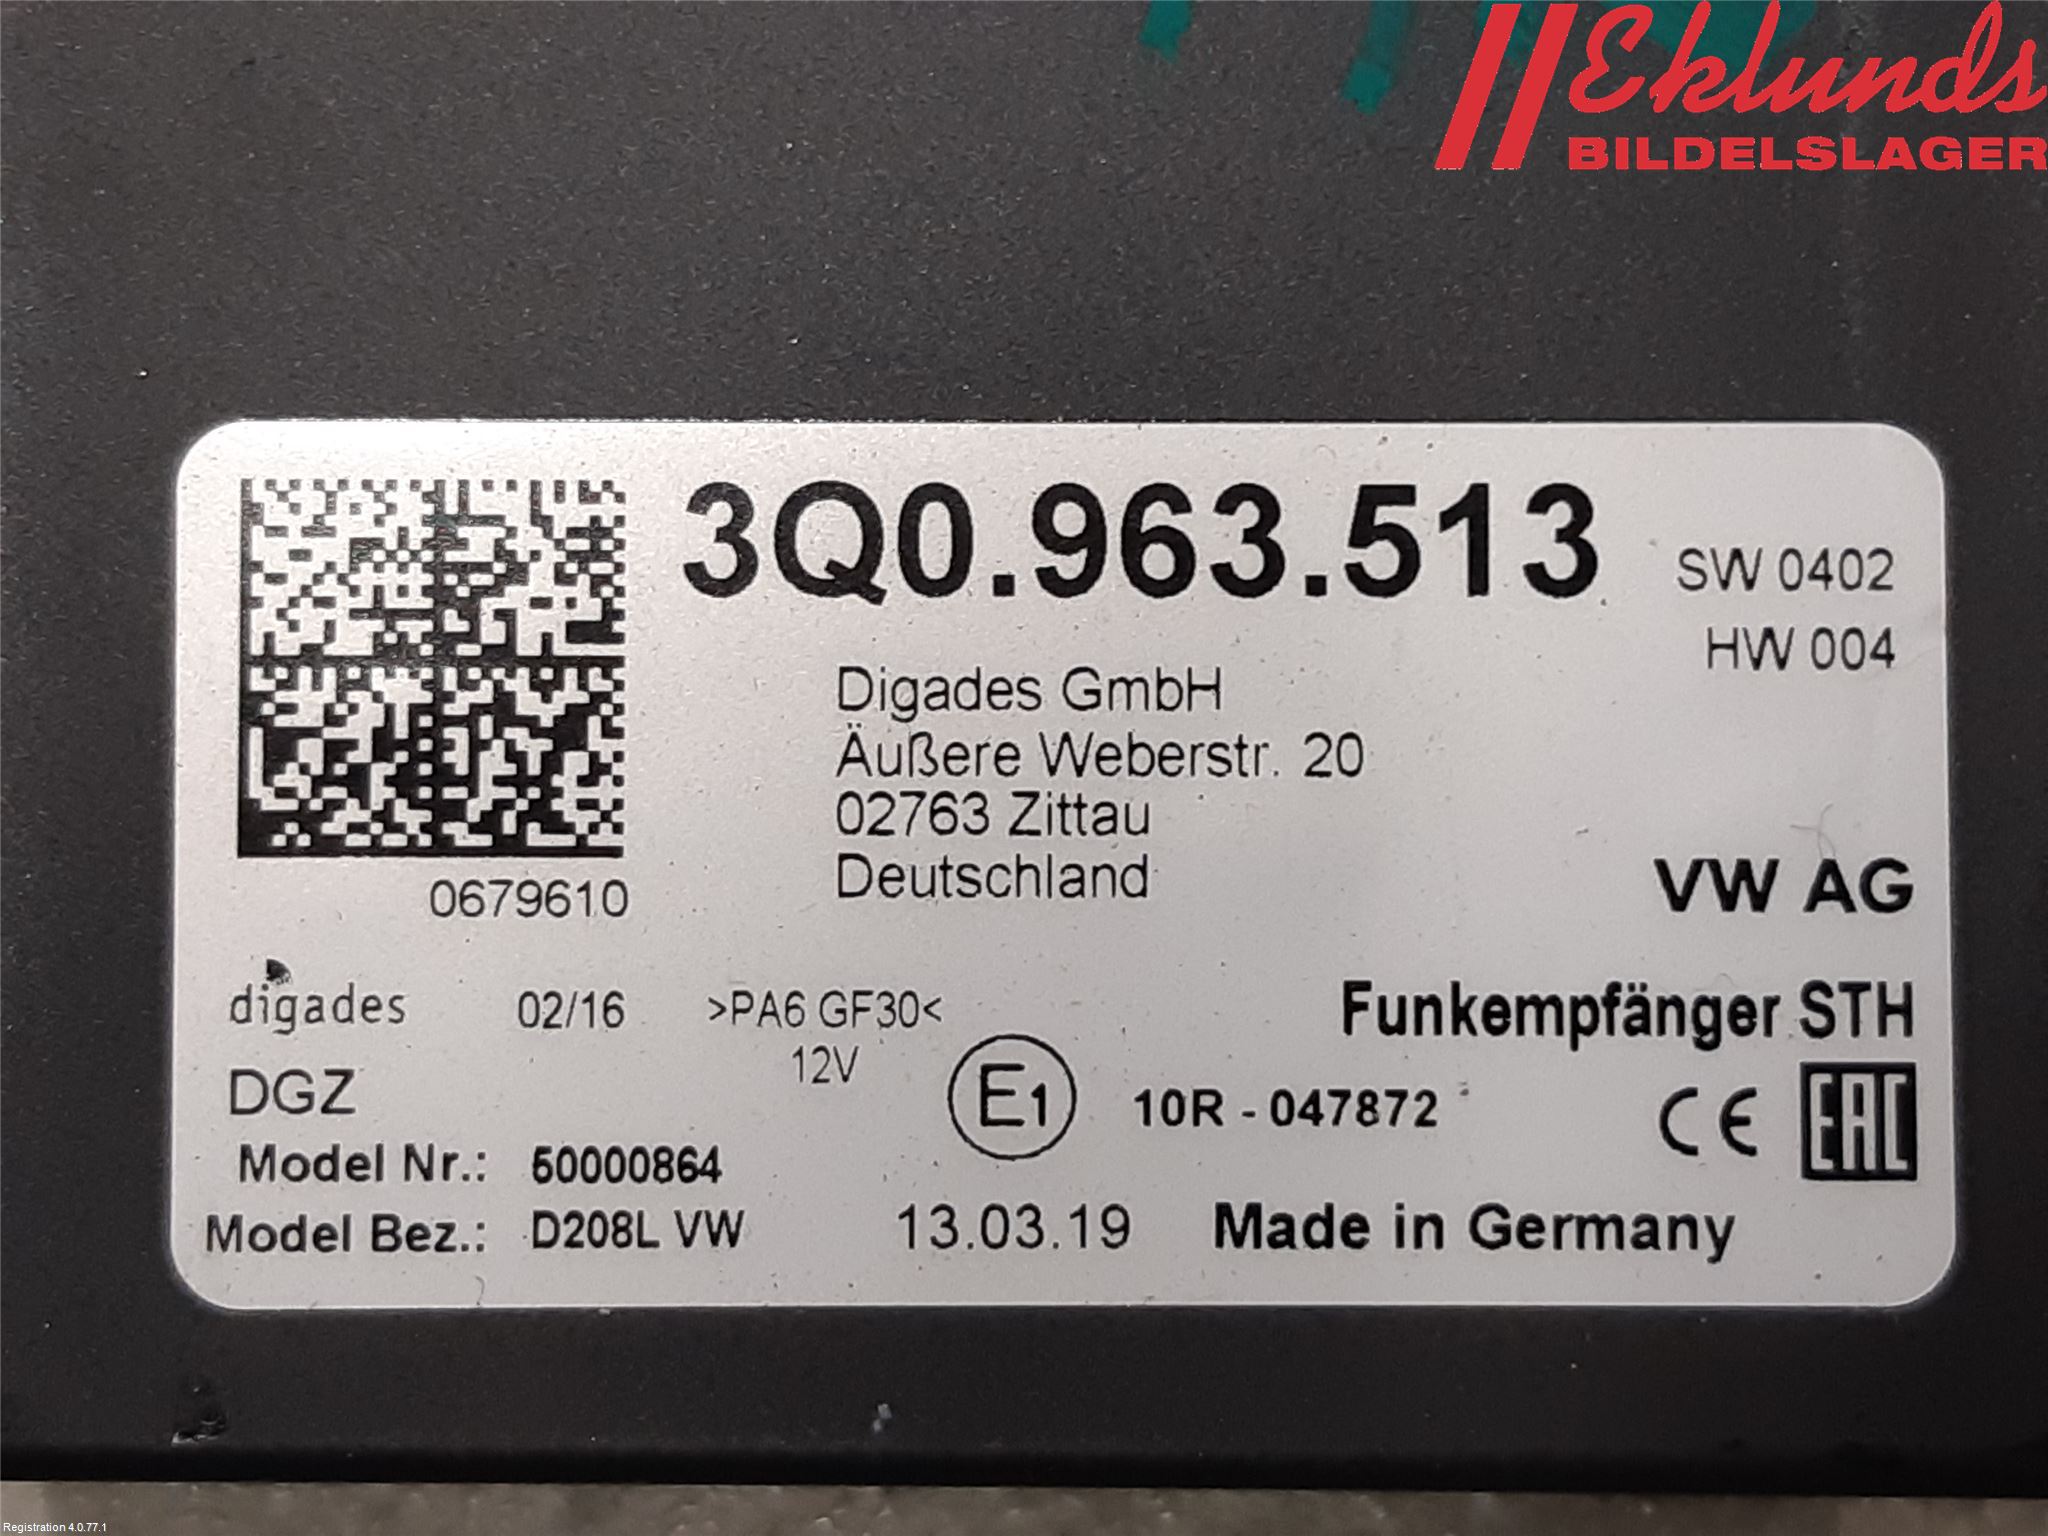 Eklunds
BILDELSLAGER
3Q0.963.513
SW 0402
HW 004
Digades GmbH
Äußere Weberstr. 20
02763 Zittau
Deutschland
0679610
VW AG
digades 02/16 >PA6 GF30<
12V
Funkempfänger STH
DGZ
E1 10R - 047872
CE EAC
Model Nr.: 50000864
Model Bez.: D208L VW 13.03.19 Made in Germany
Registration 4.0.77.1